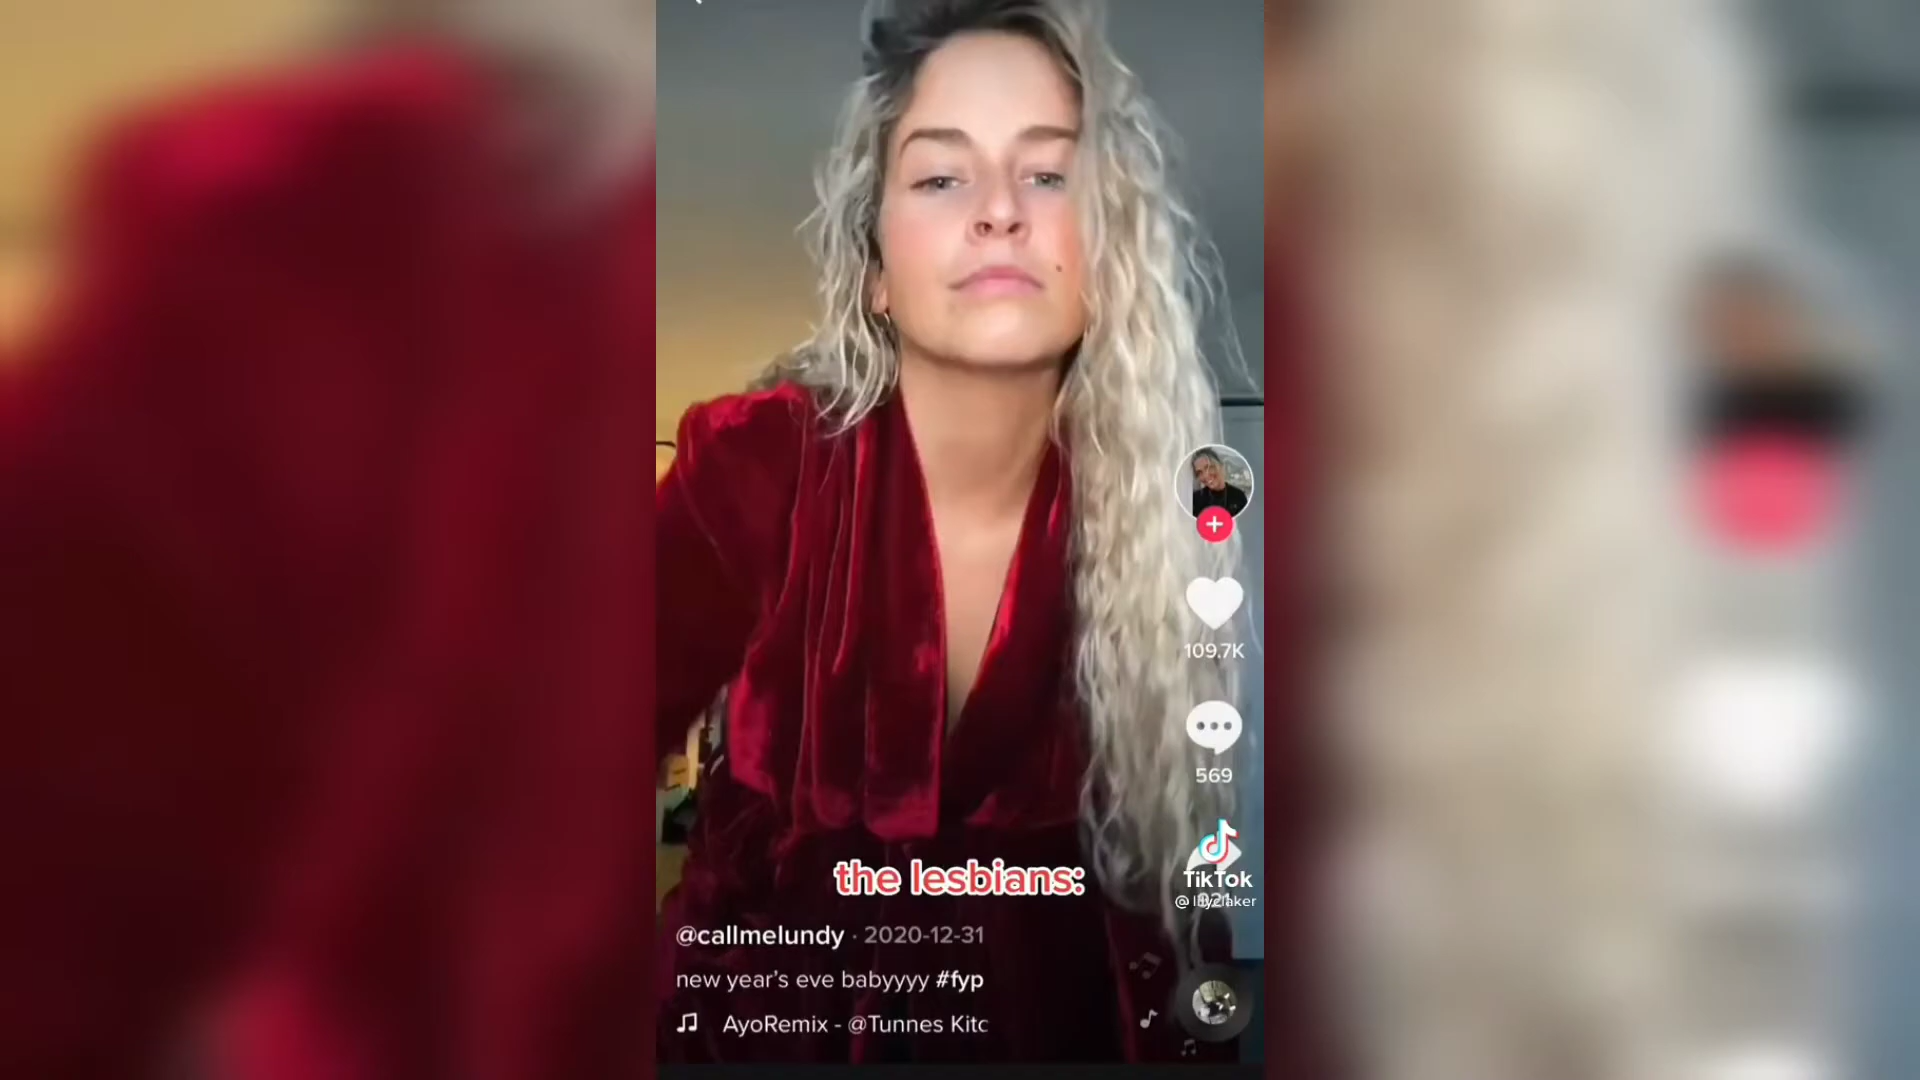 109.7K
569
TikTok
the lesbians:
@callmelundy · 2020-12-31
new year's eve babyyyy #fyp
AyoRemix - @Tunnes Kitc